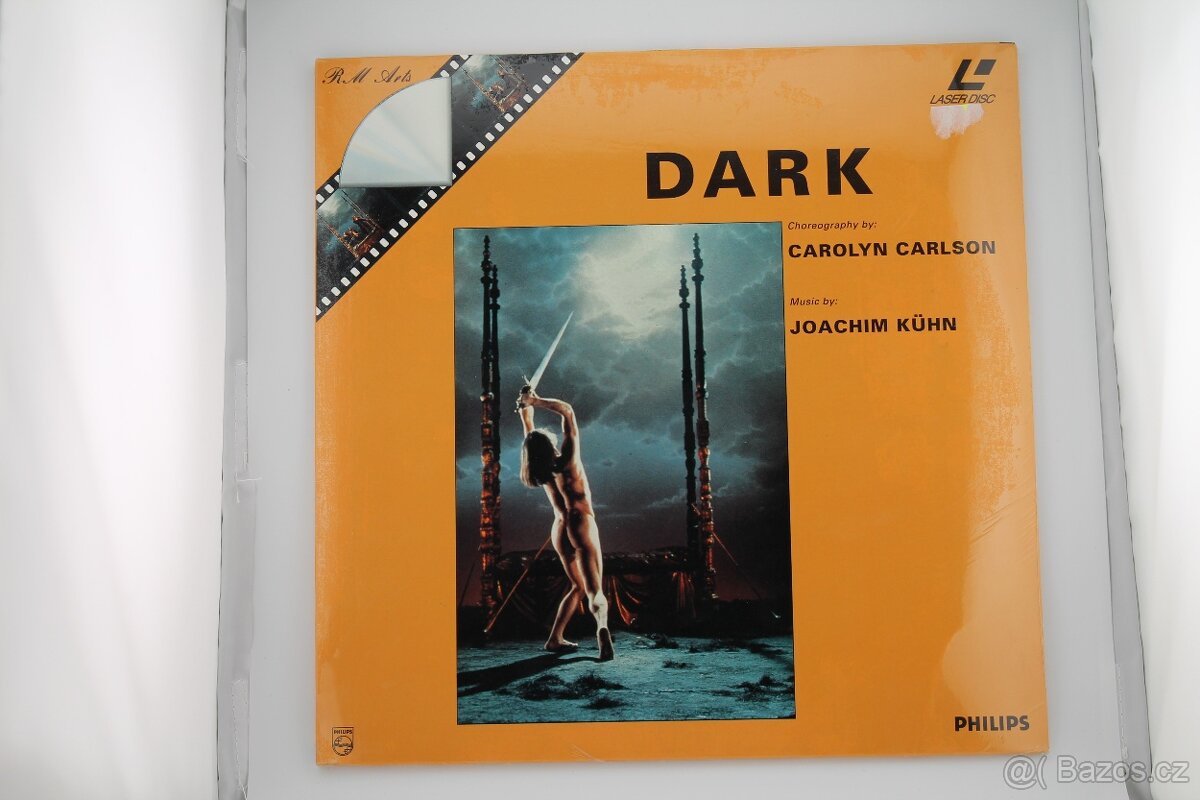 RM Arts
LASER DISC
DARK
Choreography by:
CAROLYN CARLSON
Music by:
JOACHIM KÜHN
PHILIPS
PHILIPS
@( Bazos.cz